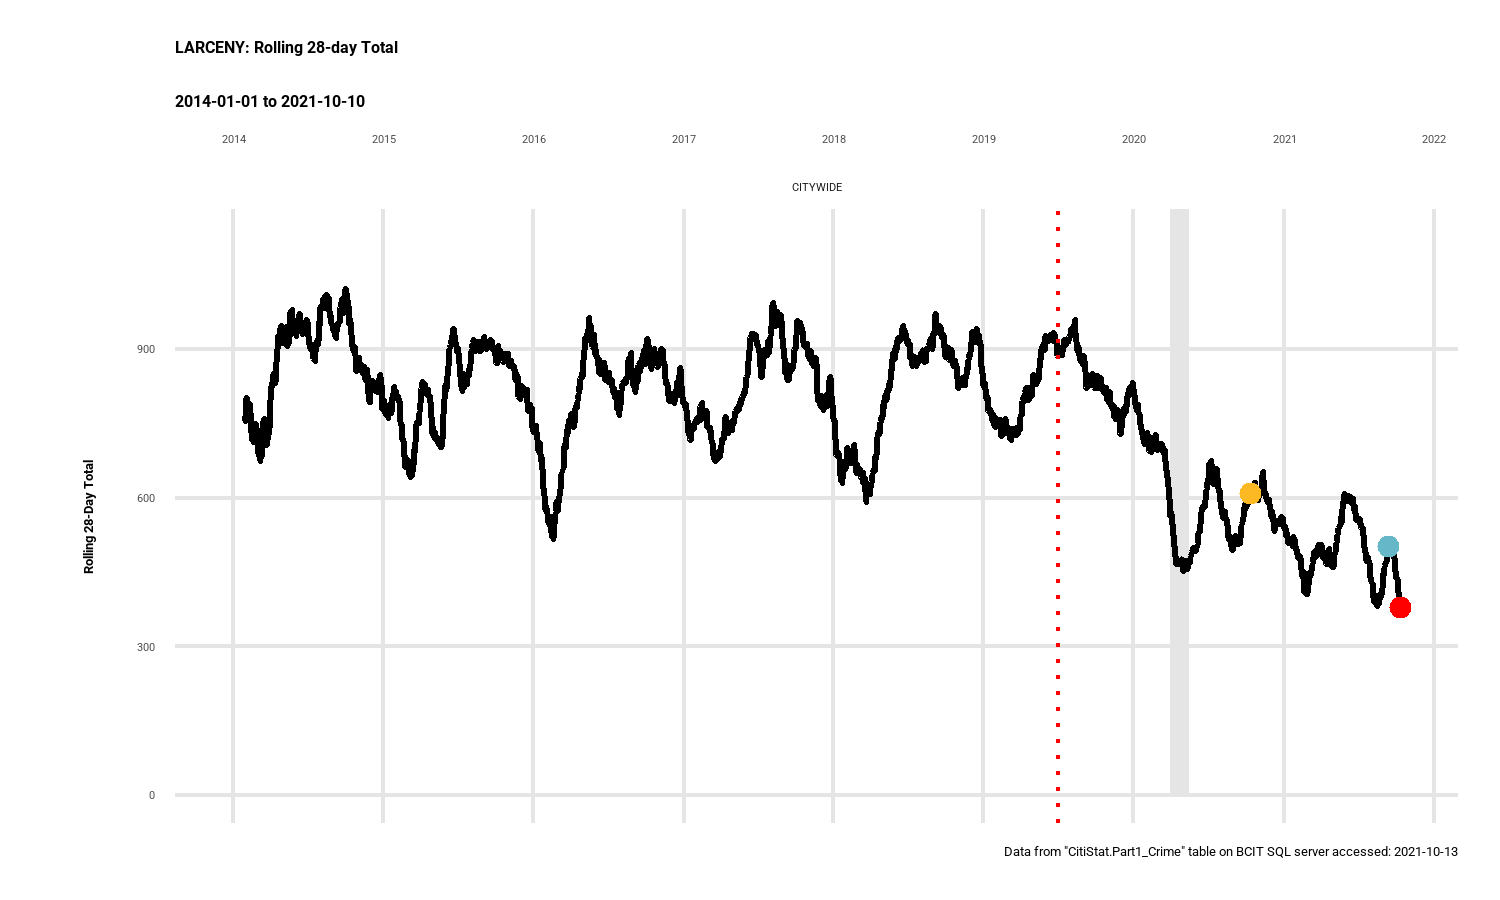 LARCENY: Rolling 28-day Total
2014-01-01 to 2021-10-10
2014 2015 2016 2017 2018 2019 2020 2021 2022
CITYWIDE
Rolling 28-Day Total
900
600
300
0
Data from "CitiStat.Part1_Crime" table on BCIT SQL server accessed: 2021-10-13